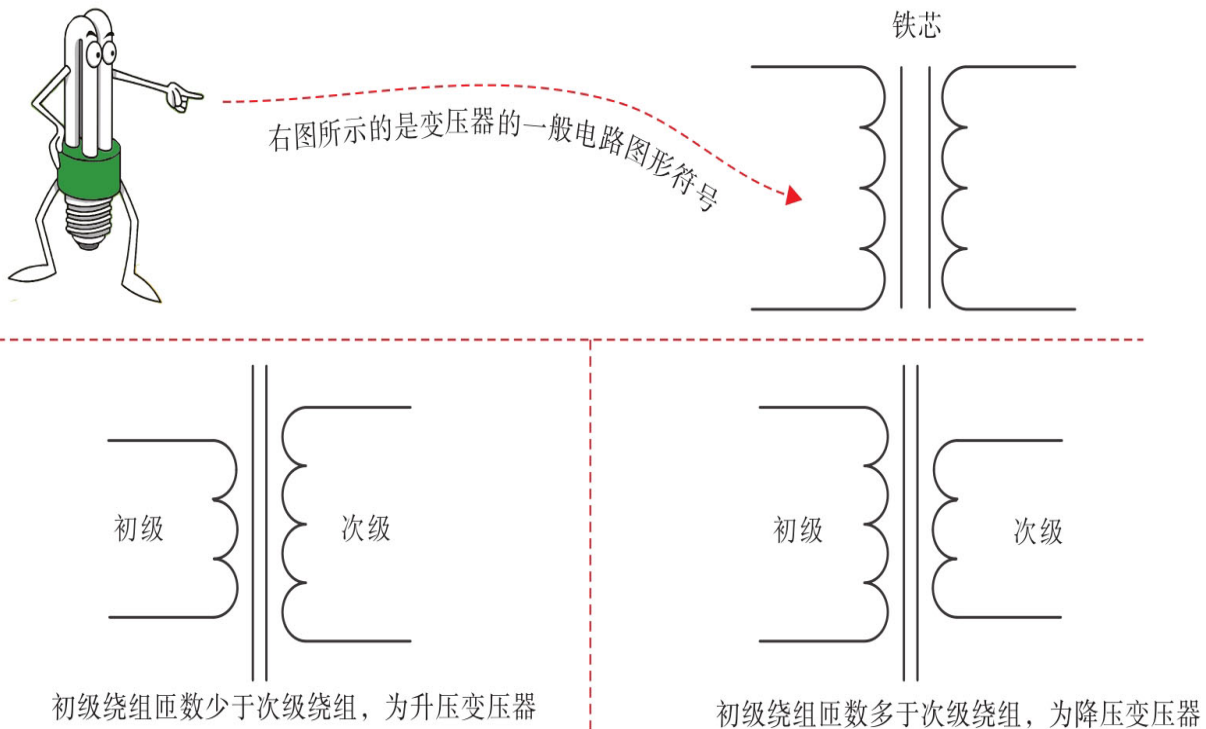 铁芯
右图所示的是变压器的一般电路图形符号
初级
次级
初级绕组匝数少于次级绕组，为升压变压器
初级
次级
初级绕组匝数多于次级绕组，为降压变压器